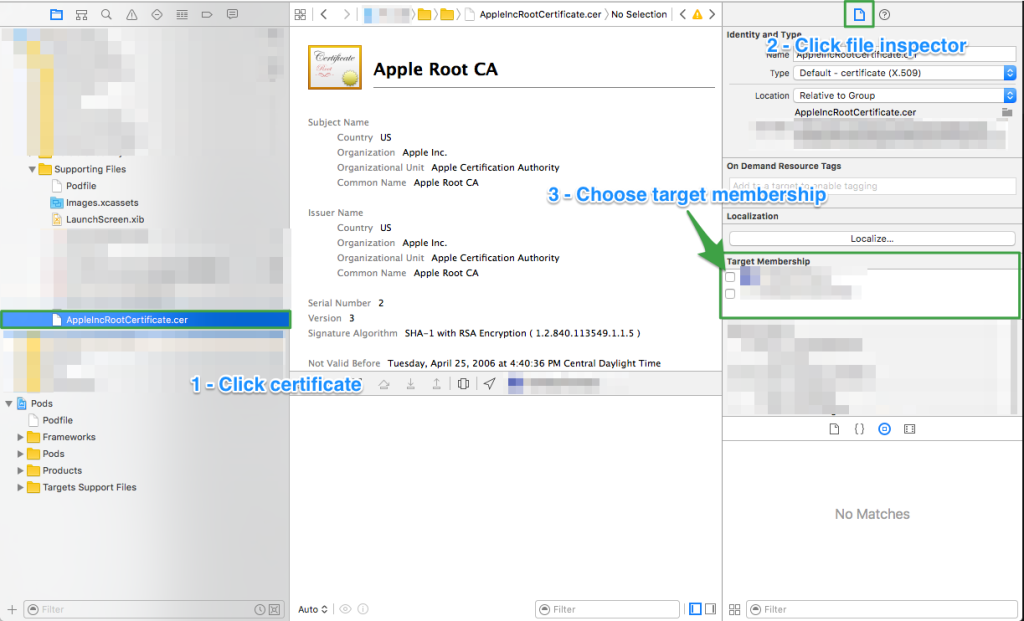 AppleIncRootCertificate.cer
No Selection
Supporting Files
Podfile
Images.xcassets
LaunchScreen.xib
AppleIncRootCertificate.cer
1 - Click certificate
Pods
Podfile
Frameworks
Pods
Products
Targets Support Files
Filter
Certificate
Root
Apple Root CA
Subject Name
Country US
Organization Apple Inc.
Organizational Unit Apple Certification Authority
Common Name Apple Root CA
Issuer Name
Country US
Organization Apple Inc.
Organizational Unit Apple Certification Authority
Common Name Apple Root CA
Serial Number 2
Version 3
Signature Algorithm SHA-1 with RSA Encryption ( 1.2.840.113549.1.1.5 )
Not Valid Before Tuesday, April 25, 2006 at 4:40:36 PM Central Daylight Time
Auto
Filter
Identity and Type
2 - Click file inspector
Name AppleIncRootCertificate.cer
Type Default - certificate (X.509)
Location Relative to Group
AppleIncRootCertificate.cer
On Demand Resource Tags
Add to a target to enable tagging
3 - Choose target membership
Localization
Localize...
Target Membership
{ }
No Matches
Filter